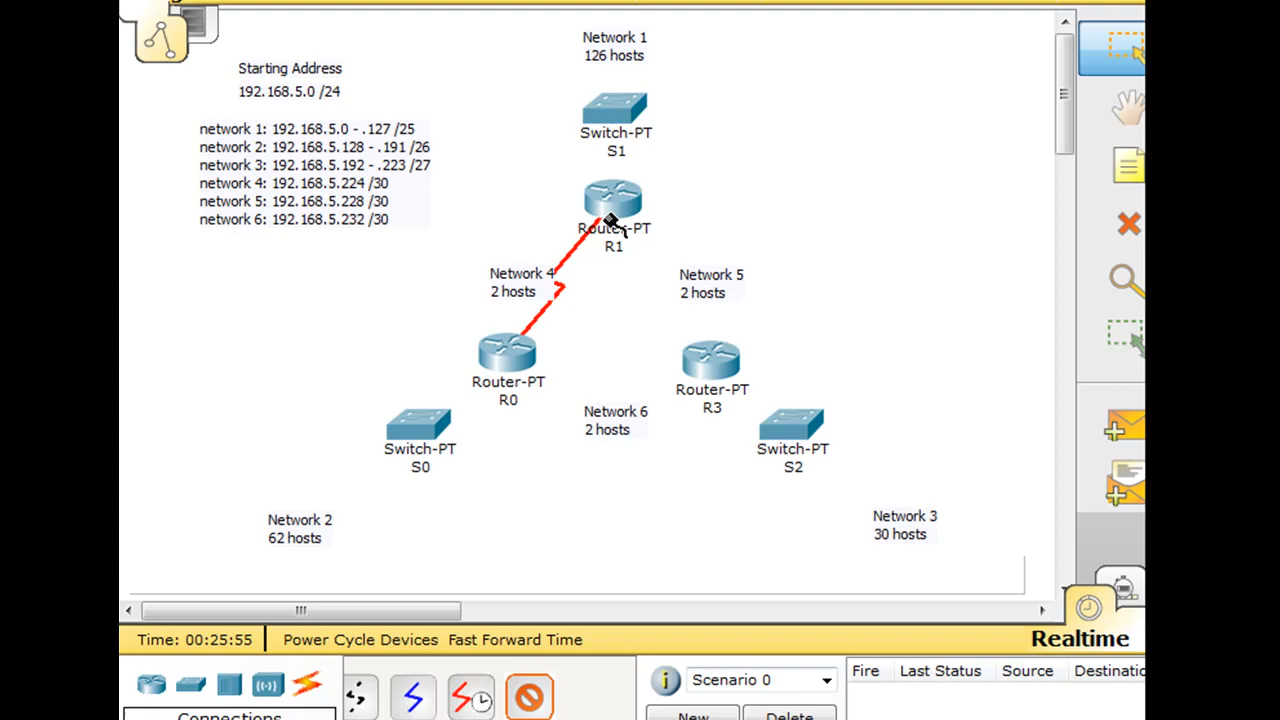 Network 1
126 hosts
Starting Address
192.168.5.0 /24
network 1: 192.168.5.0 - .127 /25
network 2: 192.168.5.128 - .191 /26
network 3: 192.168.5.192 - .223 /27
network 4: 192.168.5.224 /30
network 5: 192.168.5.228 /30
network 6: 192.168.5.232 /30
Switch-PT
S1
Router-PT
R1
Network 4
2 hosts
Network 5
2 hosts
Router-PT
R0
Router-PT
R3
Network 6
2 hosts
Switch-PT
S0
Switch-PT
S2
Network 2
62 hosts
Network 3
30 hosts
Time: 00:25:55
Power Cycle Devices Fast Forward Time
Realtime
Scenario 0
Fire Last Status Source Destinatio
New Delete
Connections